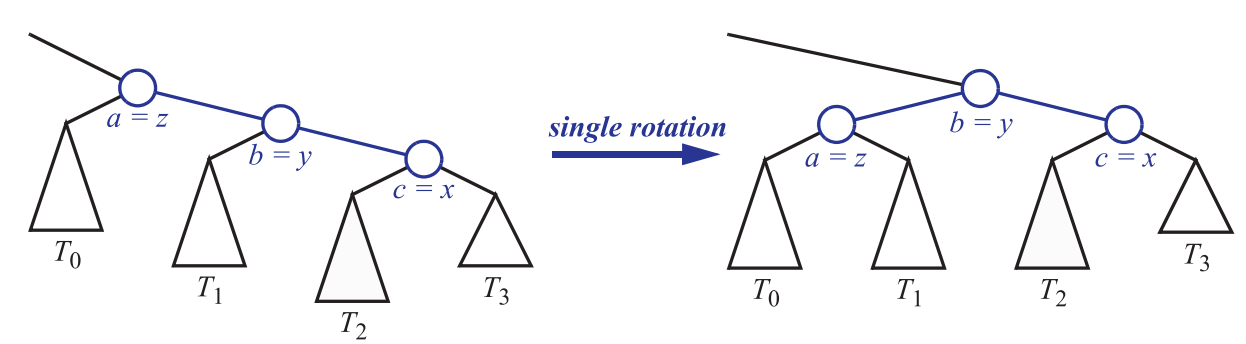 a = z
b = y
c = x
T0
T1
T2
T3
single rotation
b = y
a = z
c = x
T0
T1
T2
T3